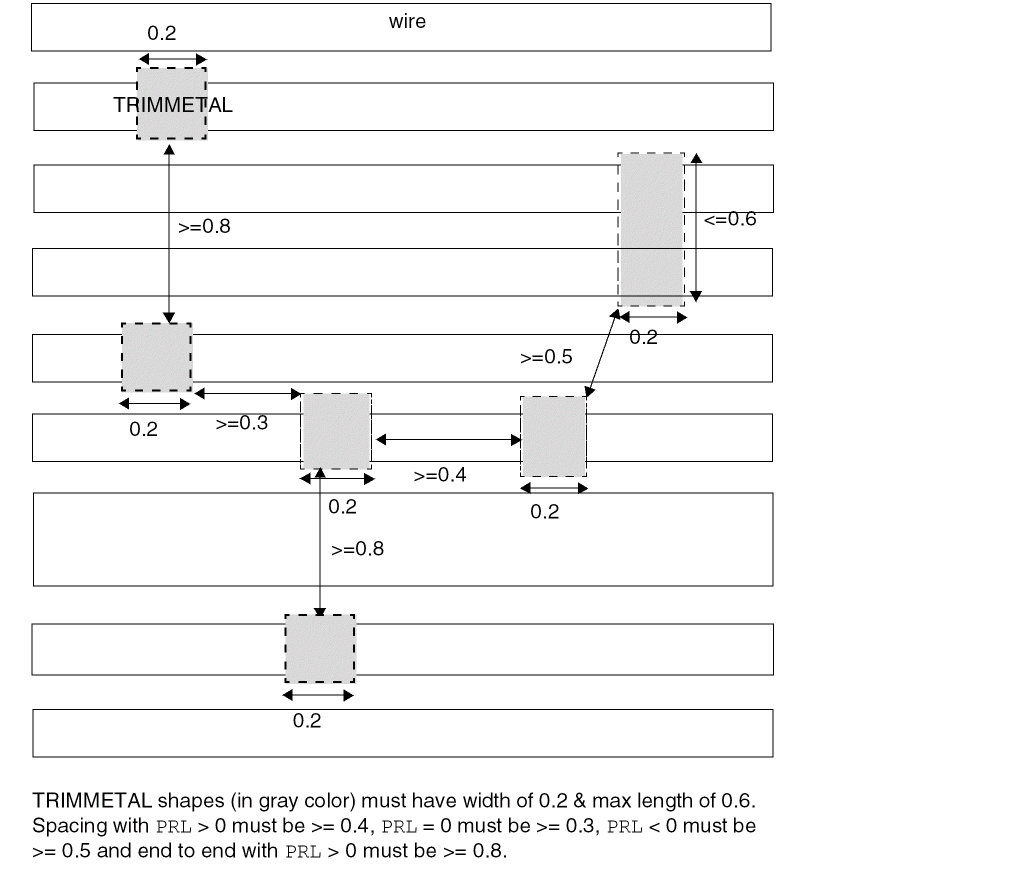 wire
0.2
TRIMMETAL
>=0.8
<=0.6
0.2
>=0.5
0.2
>=0.3
>=0.4
0.2
0.2
>=0.8
0.2
TRIMMETAL shapes (in gray color) must have width of 0.2 & max length of 0.6.
Spacing with PRL > 0 must be >= 0.4, PRL = 0 must be >= 0.3, PRL < 0 must be
>= 0.5 and end to end with PRL > 0 must be >= 0.8.